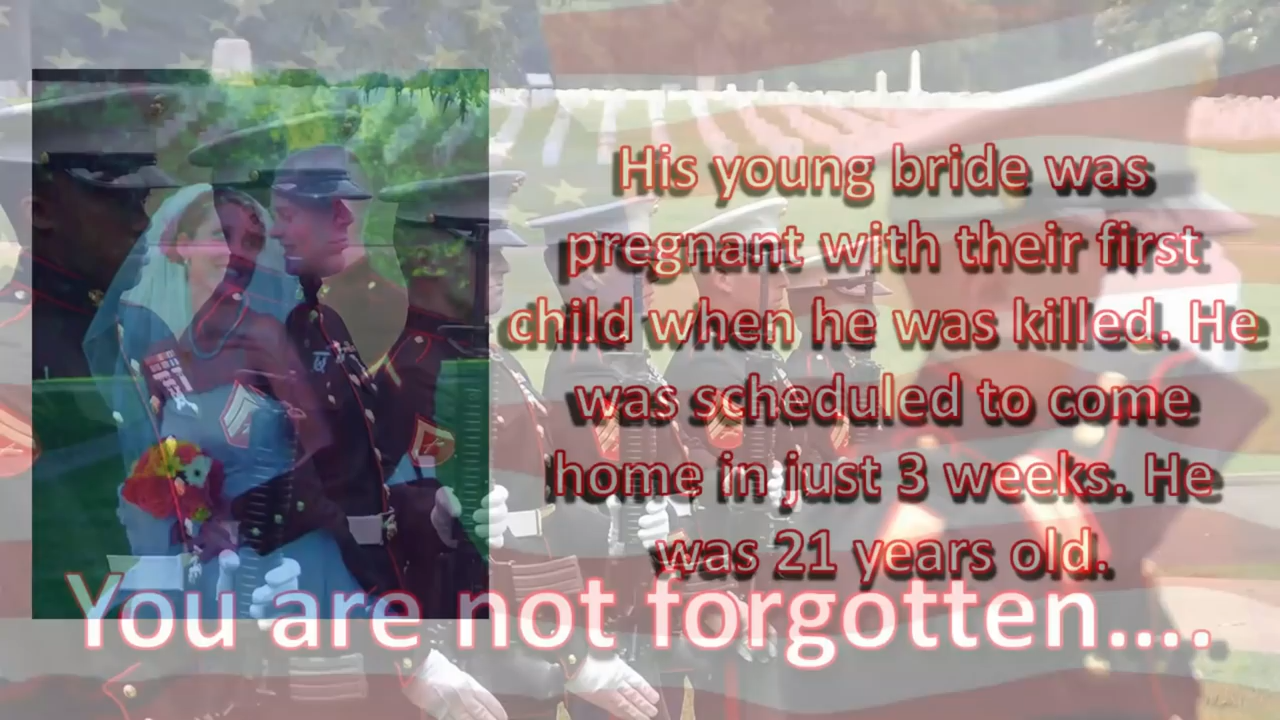 His young bride was
pregnant with their first
child when he was killed. He
was scheduled to come
home in just 3 weeks. He
was 21 years old.
You are not forgotten....